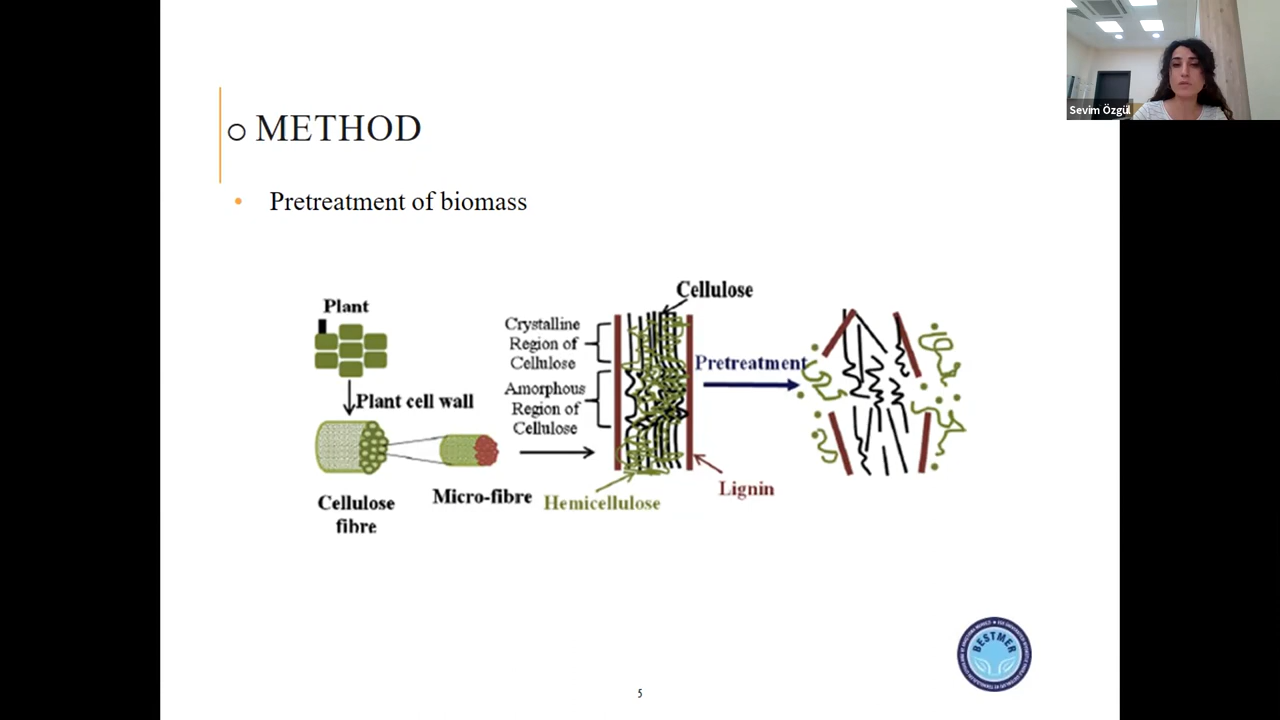 Sevim Özgül
METHOD
Pretreatment of biomass
Plant
Plant cell wall
Cellulose
fibre
Micro-fibre
Crystalline
Region of
Cellulose
Amorphous
Region of
Cellulose
Hemicellulose
Cellulose
Lignin
Pretreatment
BESTMER
5